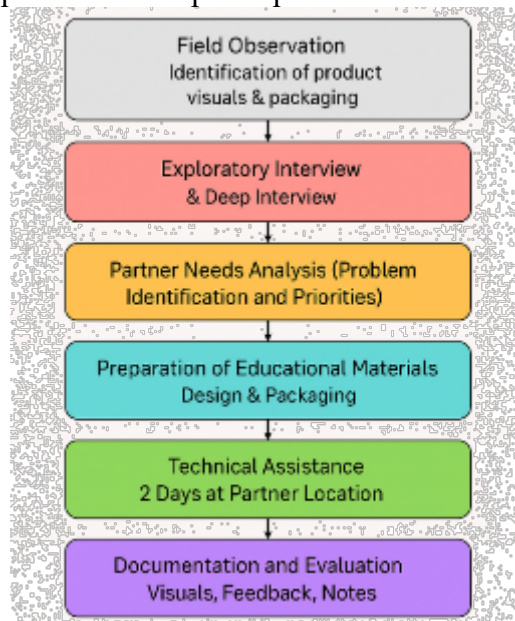 Field Observation
Identification of product
visuals & packaging
Exploratory Interview
& Deep Interview
Partner Needs Analysis (Problem
Identification and Priorities)
Preparation of Educational Materials
Design & Packaging
Technical Assistance
2 Days at Partner Location
Documentation and Evaluation
Visuals, Feedback, Notes